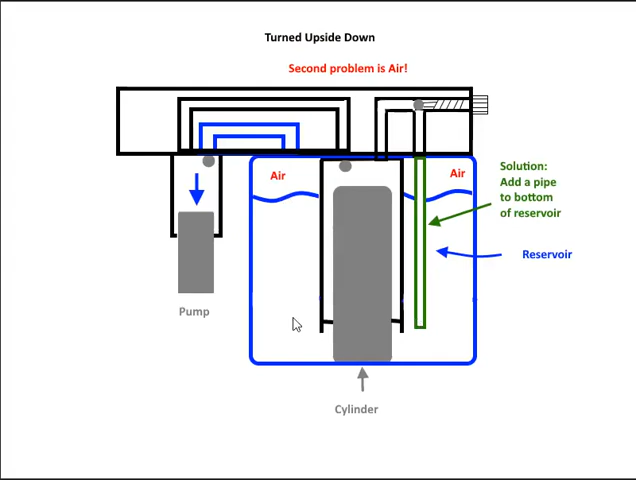 Turned Upside Down
Second problem is Air!
Air
Air
Solution:
Add a pipe
to bottom
of reservoir
Reservoir
Pump
Cylinder